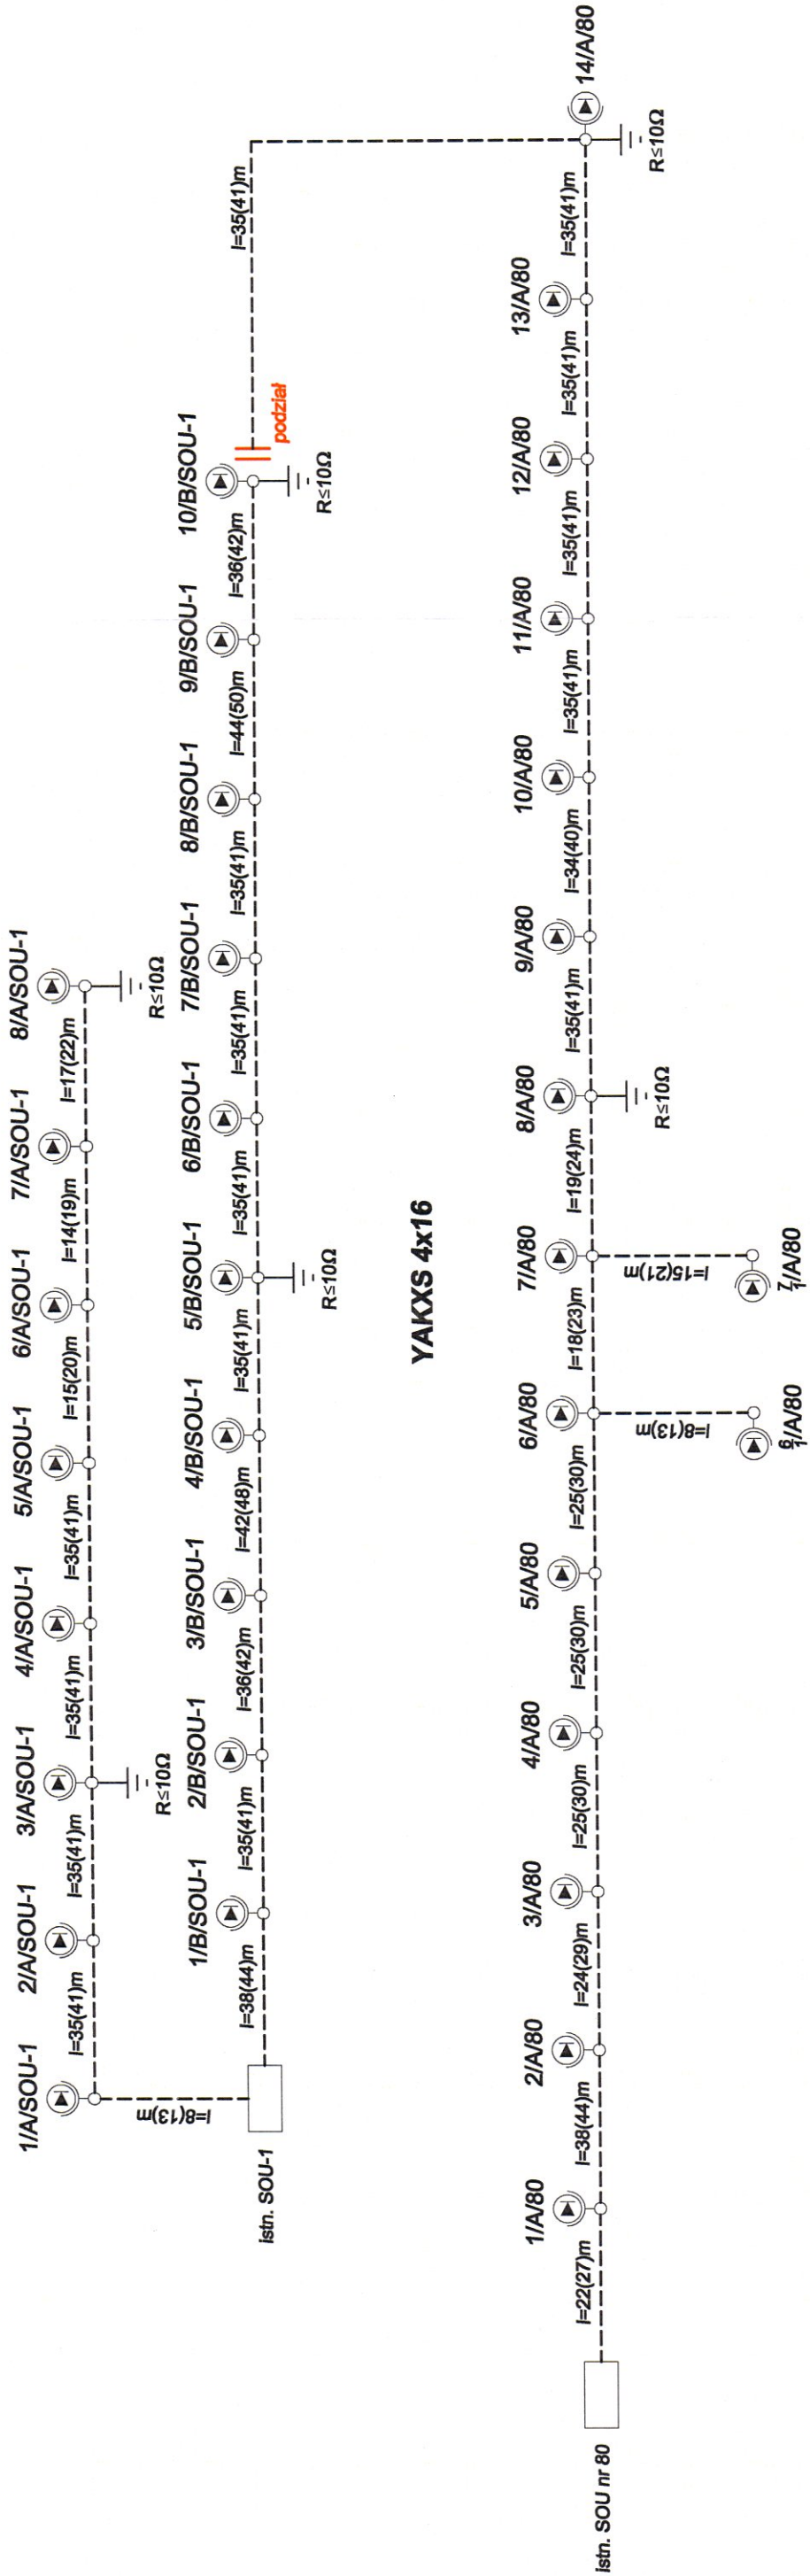 1/A/SOU-1
2/A/SOU-1
3/A/SOU-1
4/A/SOU-1
5/A/SOU-1
6/A/SOU-1
7/A/SOU-1
8/A/SOU-1
l=8(13)m
l=35(41)m
l=35(41)m
l=35(41)m
l=35(41)m
l=15(20)m
l=14(19)m
l=17(22)m
R≤10Ω
R≤10Ω
istn. SOU-1
1/B/SOU-1
2/B/SOU-1
3/B/SOU-1
4/B/SOU-1
5/B/SOU-1
6/B/SOU-1
7/B/SOU-1
8/B/SOU-1
9/B/SOU-1
10/B/SOU-1
l=38(44)m
l=35(41)m
l=36(42)m
l=42(48)m
l=35(41)m
l=35(41)m
l=35(41)m
l=35(41)m
l=44(50)m
l=36(42)m
podział
l=35(41)m
R≤10Ω
R≤10Ω
YAKXS 4x16
istn. SOU nr 80
1/A/80
2/A/80
3/A/80
4/A/80
5/A/80
6/A/80
7/A/80
8/A/80
9/A/80
10/A/80
11/A/80
12/A/80
13/A/80
14/A/80
l=22(27)m
l=38(44)m
l=24(29)m
l=25(30)m
l=25(30)m
l=25(30)m
l=18(23)m
l=19(24)m
l=35(41)m
l=34(40)m
l=35(41)m
l=35(41)m
l=35(41)m
l=35(41)m
R≤10Ω
R≤10Ω
l=8(13)m
l=15(21)m
6/1/A/80
7/1/A/80